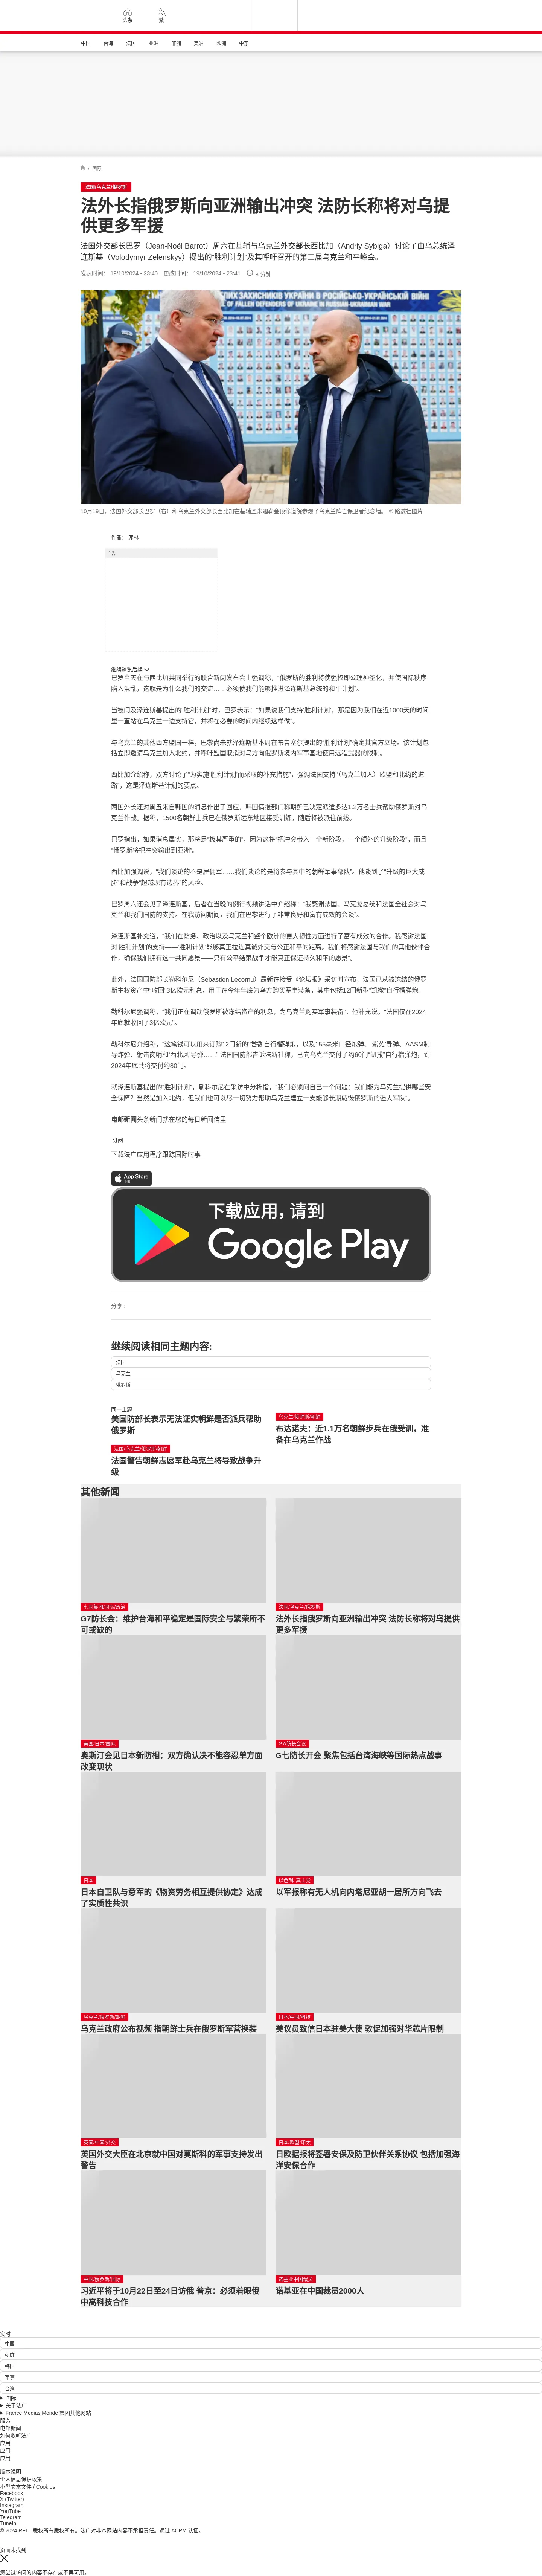 头条
繁
中国
台海
法国
亚洲
非洲
美洲
欧洲
中东
/ 国际
法国/乌克兰/俄罗斯
法外长指俄罗斯向亚洲输出冲突 法防长称将对乌提
供更多军援
法国外交部长巴罗（Jean-Noël Barrot）周六在基辅与乌克兰外交部长西比加（Andriy Sybiga）讨论了由乌总统泽
连斯基（Volodymyr Zelenskyy）提出的“胜利计划”及其呼吁召开的第二届乌克兰和平峰会。
发表时间： 19/10/2024 - 23:40 更改时间： 19/10/2024 - 23:41 8 分钟
10月19日，法国外交部长巴罗（右）和乌克兰外交部长西比加在基辅圣米迦勒金顶修道院参观了乌克兰阵亡保卫者纪念墙。 © 路透社图片
作者： 弗林
广告
继续浏览后续
巴罗当天在与西比加共同举行的联合新闻发布会上强调称，“俄罗斯的胜利将使强权即公理神圣化，并使国际秩序
陷入混乱，这就是为什么我们的交流……必须使我们能够推进泽连斯基总统的和平计划”。
当被问及泽连斯基提出的“胜利计划”时，巴罗表示：“如果说我们支持‘胜利计划’，那是因为我们在近1000天的时间
里一直站在乌克兰一边支持它，并将在必要的时间内继续这样做”。
与乌克兰的其他西方盟国一样，巴黎尚未就泽连斯基本周在布鲁塞尔提出的“胜利计划”确定其官方立场。该计划包
括立即邀请乌克兰加入北约，并呼吁盟国取消对乌方向俄罗斯境内军事基地使用远程武器的限制。
西比加介绍称，双方讨论了“为实施‘胜利计划’而采取的补充措施”，强调法国支持“（乌克兰加入）欧盟和北约的道
路”，这是泽连斯基计划的要点。
两国外长还对周五来自韩国的消息作出了回应，韩国情报部门称朝鲜已决定派遣多达1.2万名士兵帮助俄罗斯对乌
克兰作战。据称，1500名朝鲜士兵已在俄罗斯远东地区接受训练，随后将被派往前线。
巴罗指出，如果消息属实，那将是“极其严重的”，因为这将“把冲突带入一个新阶段，一个额外的升级阶段”，而且
“俄罗斯将把冲突输出到亚洲”。
西比加强调说，“我们谈论的不是雇佣军……我们谈论的是将参与其中的朝鲜军事部队”。他谈到了“升级的巨大威
胁”和战争“超越现有边界”的风险。
巴罗周六还会见了泽连斯基，后者在当晚的例行视频讲话中介绍称：“我感谢法国、马克龙总统和法国全社会对乌
克兰和我们国防的支持。在我访问期间，我们在巴黎进行了非常良好和富有成效的会谈”。
泽连斯基补充道，“我们在防务、政治以及乌克兰和整个欧洲的更大韧性方面进行了富有成效的合作。我感谢法国
对‘胜利计划’的支持——‘胜利计划’能够真正拉近真诚外交与公正和平的距离。我们将感谢法国与我们的其他伙伴合
作，确保我们拥有这一共同愿景——只有公平结束战争才能真正保证持久和平的愿景”。
此外，法国国防部长勒科尔尼（Sebastien Lecornu）最新在接受《论坛报》采访时宣布，法国已从被冻结的俄罗
斯主权资产中“收回”3亿欧元利息，用于在今年年底为乌方购买军事装备，其中包括12门新型“凯撒”自行榴弹炮。
勒科尔尼强调称，“我们正在调动俄罗斯被冻结资产的利息，为乌克兰购买军事装备”。他补充说，“法国仅在2024
年底就收回了3亿欧元”。
勒科尔尼介绍称，“这笔钱可以用来订购12门新的‘恺撒’自行榴弹炮，以及155毫米口径炮弹、‘紫菀’导弹、AASM制
导炸弹、射击岗哨和‘西北风’导弹……” 法国国防部告诉法新社称，已向乌克兰交付了约60门“凯撒”自行榴弹炮，到
2024年底共将交付约80门。
就泽连斯基提出的“胜利计划”，勒科尔尼在采访中分析指，“我们必须问自己一个问题：我们能为乌克兰提供哪些安
全保障？当然是加入北约，但我们也可以尽一切努力帮助乌克兰建立一支能够长期威慑俄罗斯的强大军队”。
电邮新闻头条新闻就在您的每日新闻信里
订阅
下载法广应用程序跟踪国际时事
App Store
下载
下载应用，请到
Google Play
分享 :
继续阅读相同主题内容:
法国
乌克兰
俄罗斯
同一主题
美国防部长表示无法证实朝鲜是否派兵帮助
俄罗斯
乌克兰/俄罗斯/朝鲜
布达诺夫：近1.1万名朝鲜步兵在俄受训，准
备在乌克兰作战
法国/乌克兰/俄罗斯/朝鲜
法国警告朝鲜志愿军赴乌克兰将导致战争升
级
其他新闻
七国集团/国际/政治
G7防长会：维护台海和平稳定是国际安全与繁荣所不
可或缺的
法国/乌克兰/俄罗斯
法外长指俄罗斯向亚洲输出冲突 法防长称将对乌提供
更多军援
美国/日本/国际
奥斯汀会见日本新防相：双方确认决不能容忍单方面
改变现状
G7/防长会议
G七防长开会 聚焦包括台湾海峡等国际热点战事
日本
日本自卫队与意军的《物资劳务相互提供协定》达成
了实质性共识
以色列/ 真主党
以军报称有无人机向内塔尼亚胡一居所方向飞去
乌克兰/俄罗斯/朝鲜
乌克兰政府公布视频 指朝鲜士兵在俄罗斯军营换装
日本/中国/科技
美议员致信日本驻美大使 敦促加强对华芯片限制
英国/中国/外交
英国外交大臣在北京就中国对莫斯科的军事支持发出
警告
日本/欧盟/印太
日欧据报将签署安保及防卫伙伴关系协议 包括加强海
洋安保合作
中国/俄罗斯/国际
习近平将于10月22日至24日访俄 普京：必须着眼俄
中高科技合作
诺基亚中国裁员
诺基亚在中国裁员2000人
实时
中国
朝鲜
韩国
军事
台湾
国际
关于法广
France Médias Monde 集团其他网站
服务
电邮新闻
如何收听法广
应用
应用
应用
版本说明
个人信息保护政策
小型文本文件 / Cookies
Facebook
X (Twitter)
Instagram
YouTube
Telegram
TuneIn
© 2024 RFI – 版权所有版权所有。法广对非本网站内容不承担责任。通过 ACPM 认证。
页面未找到
您尝试访问的内容不存在或不再可用。